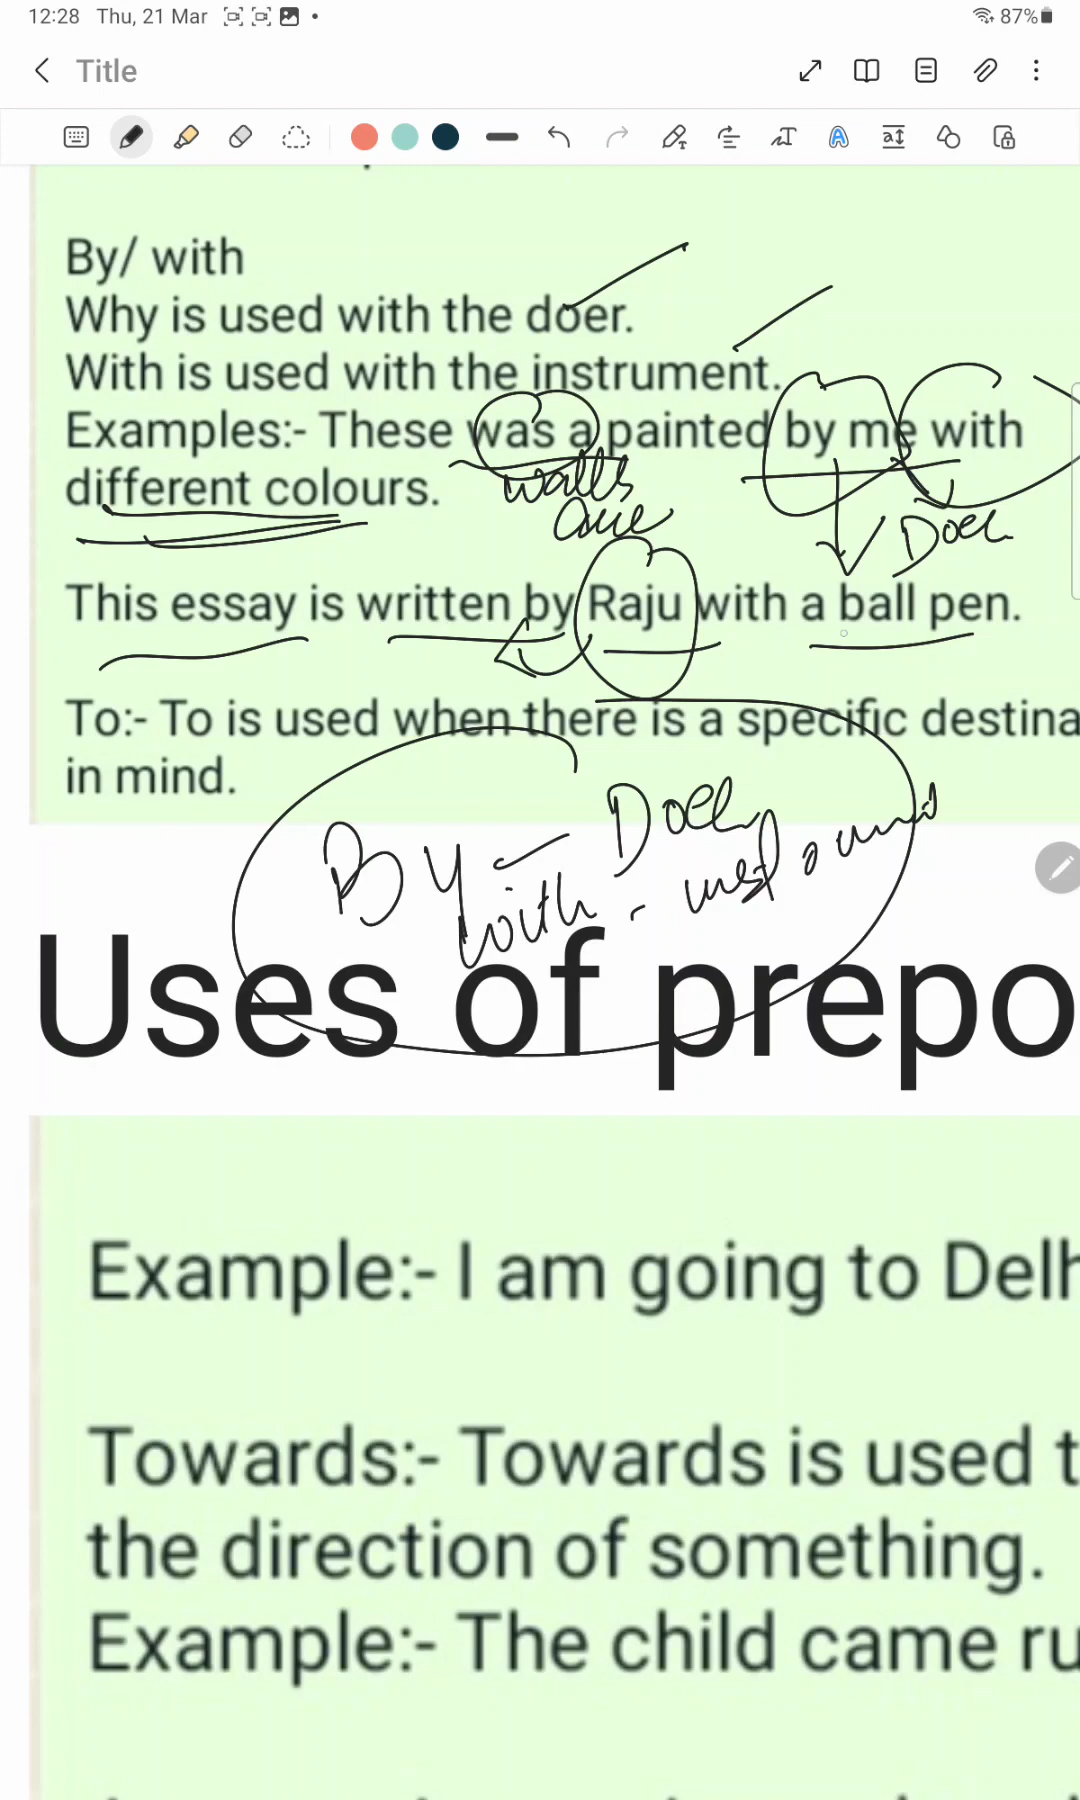 12:28 Thu, 21 Mar
87%
Title
By/ with
Why is used with the doer.
With is used with the instrument.
Examples:- These was a painted by me with
walls
are
different colours.
Doer
This essay is written by Raju with a ball pen.
To:- To is used when there is a specific destina
in mind.
By - Doer
with -
Uses of prepo
Example:- I am going to Delh
Towards:- Towards is used t
the direction of something.
Example:- The child came ru